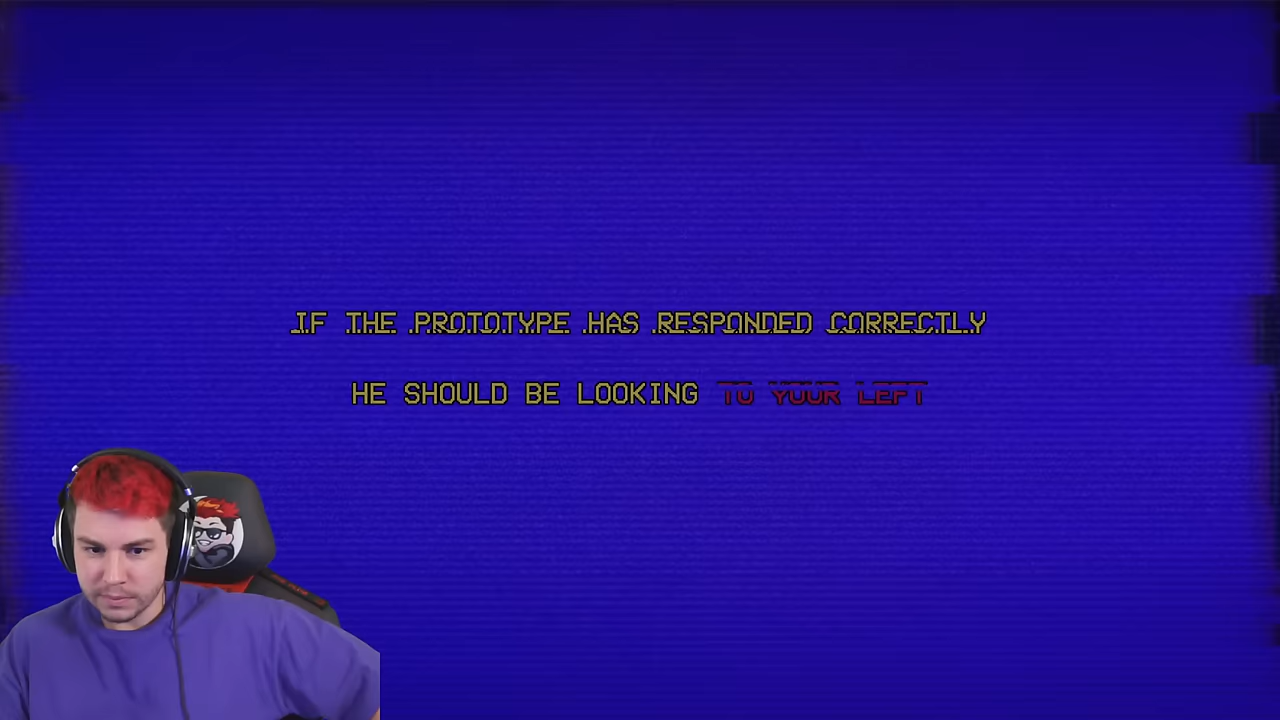 IF THE PROTOTYPE HAS RESPONDED CORRECTLY
HE SHOULD BE LOOKING TO YOUR LEFT